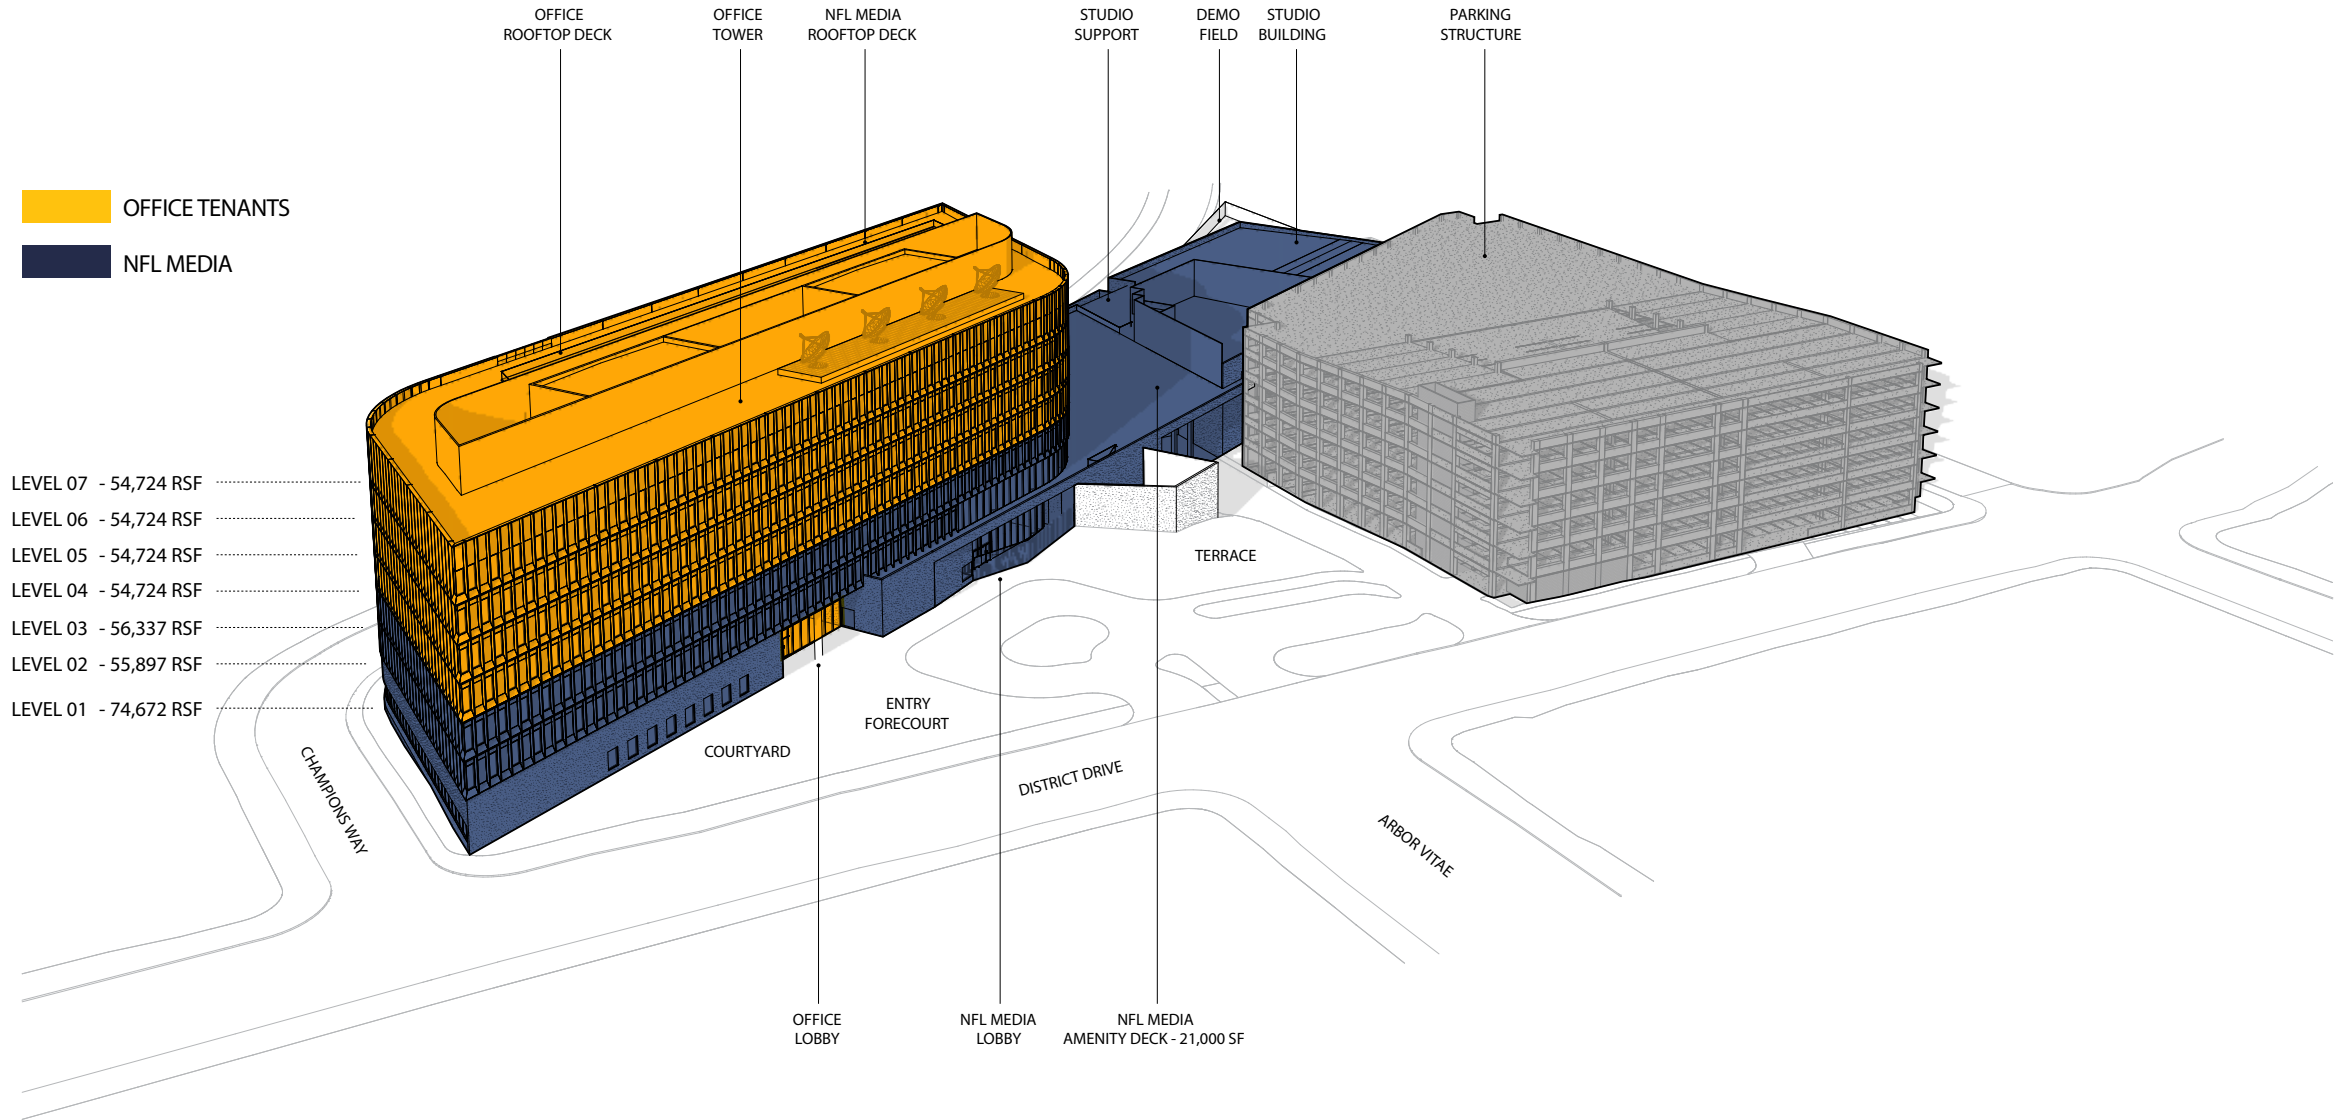 OFFICE
ROOFTOP DECK
OFFICE
TOWER
NFL MEDIA
ROOFTOP DECK
STUDIO
SUPPORT
DEMO
FIELD
STUDIO
BUILDING
PARKING
STRUCTURE
OFFICE TENANTS
NFL MEDIA
LEVEL 07 - 54,724 RSF
LEVEL 06 - 54,724 RSF
LEVEL 05 - 54,724 RSF
LEVEL 04 - 54,724 RSF
LEVEL 03 - 56,337 RSF
LEVEL 02 - 55,897 RSF
LEVEL 01 - 74,672 RSF
TERRACE
ENTRY
FORECOURT
COURTYARD
CHAMPIONS WAY
DISTRICT DRIVE
ARBOR VITAE
OFFICE
LOBBY
NFL MEDIA
LOBBY
NFL MEDIA
AMENITY DECK - 21,000 SF